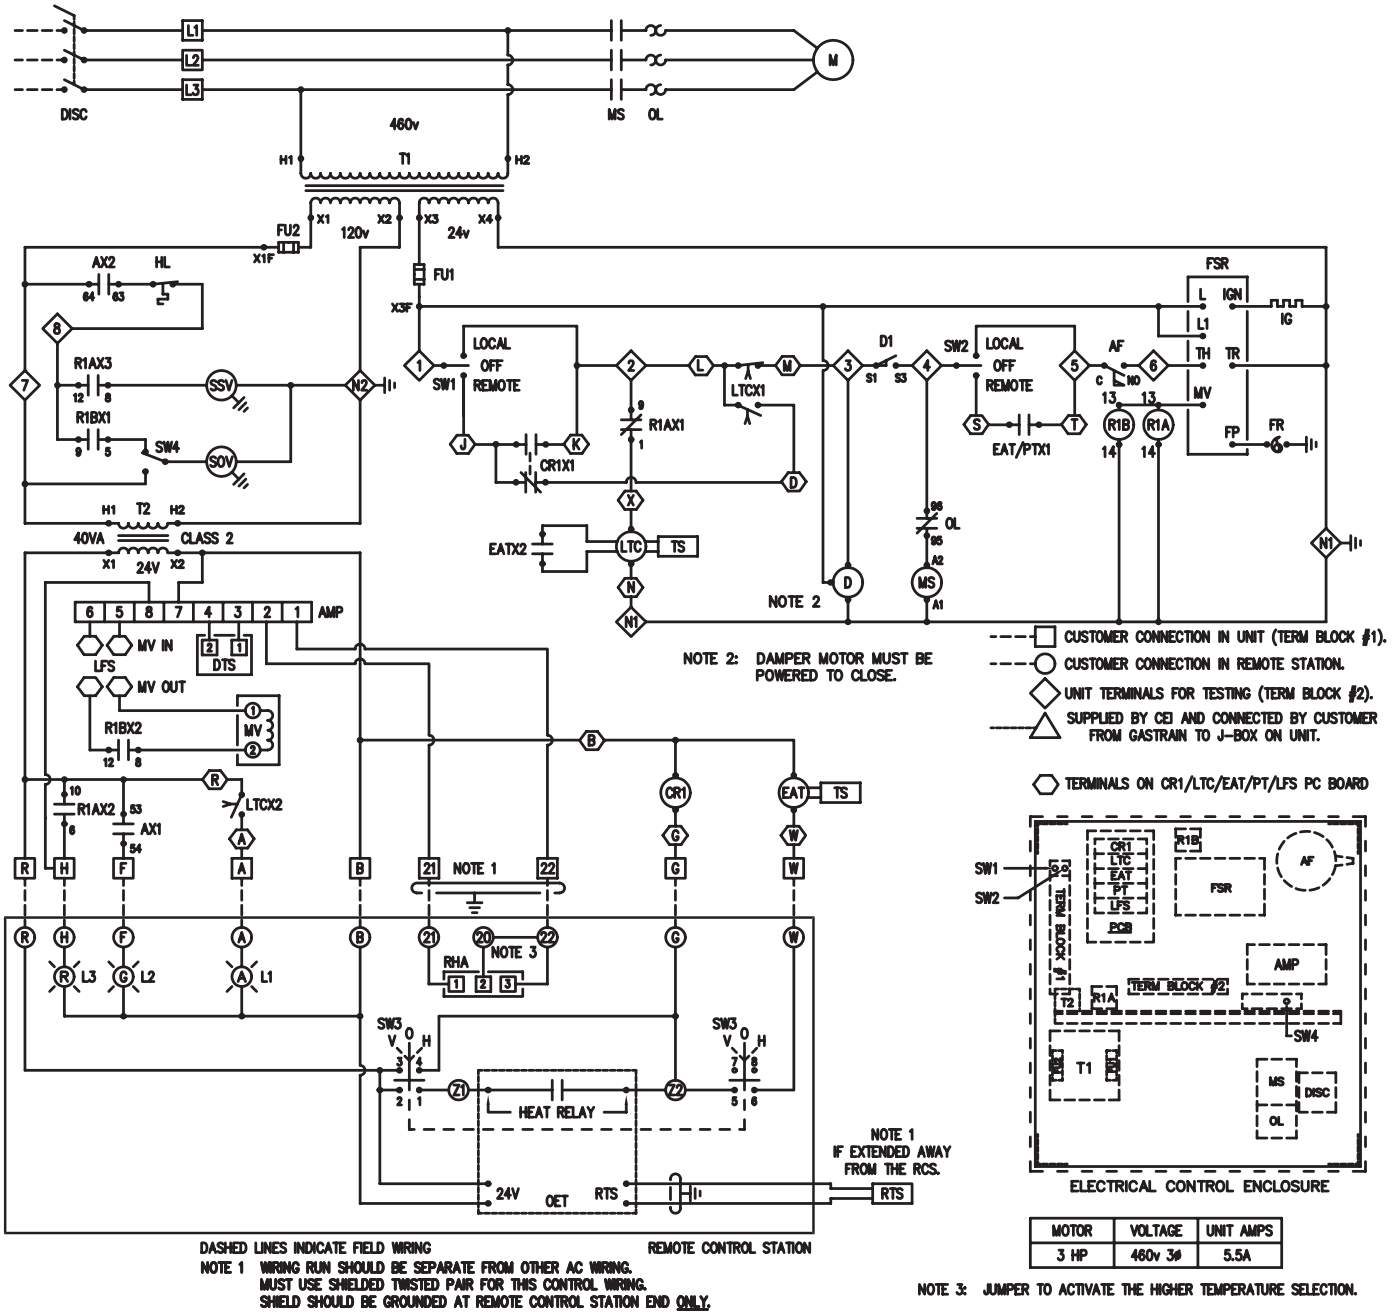 L1
L2
L3
M
DISC
MS OL
460v
H1 T1 H2
X1 X2 X3 X4
FU2 120v 24v
X1F
FU1
X3F
AX2 HL
64 63
8
R1AX3
12 8
SSV
7
N2
R1BX1
9 5
SW4
SOV
1
LOCAL
OFF
REMOTE
SW1
J
K
CR1X1
2
9
R1AX1
1
X
L
M
LTCX1
D
3
D1
S1 S3
4
SW2
LOCAL
OFF
REMOTE
S
T
EAT/PTX1
5
AF
C NO
6
FSR
L IGN
IG
L1
TH TR
MV
13 13
R1B R1A
14 14
FP FR
H1 T2 H2
40VA CLASS 2
X1 24V X2
EATX2
LTC
TS
N
N1
96
OL
95
A2
MS
A1
D
NOTE 2
N1
6 5 8 7 4 3 2 1 AMP
MV IN
2 1
DTS
LFS
MV OUT
1
MV
2
R1BX2
12 8
NOTE 2: DAMPER MOTOR MUST BE
POWERED TO CLOSE.
CUSTOMER CONNECTION IN UNIT (TERM BLOCK #1).
CUSTOMER CONNECTION IN REMOTE STATION.
UNIT TERMINALS FOR TESTING (TERM BLOCK #2).
SUPPLIED BY CEI AND CONNECTED BY CUSTOMER
FROM GASTRAIN TO J-BOX ON UNIT.
TERMINALS ON CR1/LTC/EAT/PT/LFS PC BOARD
B
R
10
R1AX2
6
53
AX1
54
LTCX2
A
CR1
G
EAT
TS
W
R H F A B 21 NOTE 1 22 G W
R H F A B 21 20 22 G W
NOTE 3
RHA
1 2 3
R L3 G L2 A L1
SW3
V O H
3 4
2 1
Z1
HEAT RELAY
Z2
SW3
V O H
7 8
5 6
24V OET RTS
NOTE 1
IF EXTENDED AWAY
FROM THE RCS.
RTS
DASHED LINES INDICATE FIELD WIRING
REMOTE CONTROL STATION
NOTE 1 WIRING RUN SHOULD BE SEPARATE FROM OTHER AC WIRING.
MUST USE SHIELDED TWISTED PAIR FOR THIS CONTROL WIRING.
SHIELD SHOULD BE GROUNDED AT REMOTE CONTROL STATION END ONLY.
SW1
SW2
TERM BLOCK #1
CR1
LTC
EAT
PT
LFS
PCB
R1B
FSR
AF
AMP
T2
R1A
TERM BLOCK #2
SW4
T1
MS
OL
DISC
ELECTRICAL CONTROL ENCLOSURE
MOTOR VOLTAGE UNIT AMPS
3 HP 460v 3ø 5.5A
NOTE 3: JUMPER TO ACTIVATE THE HIGHER TEMPERATURE SELECTION.